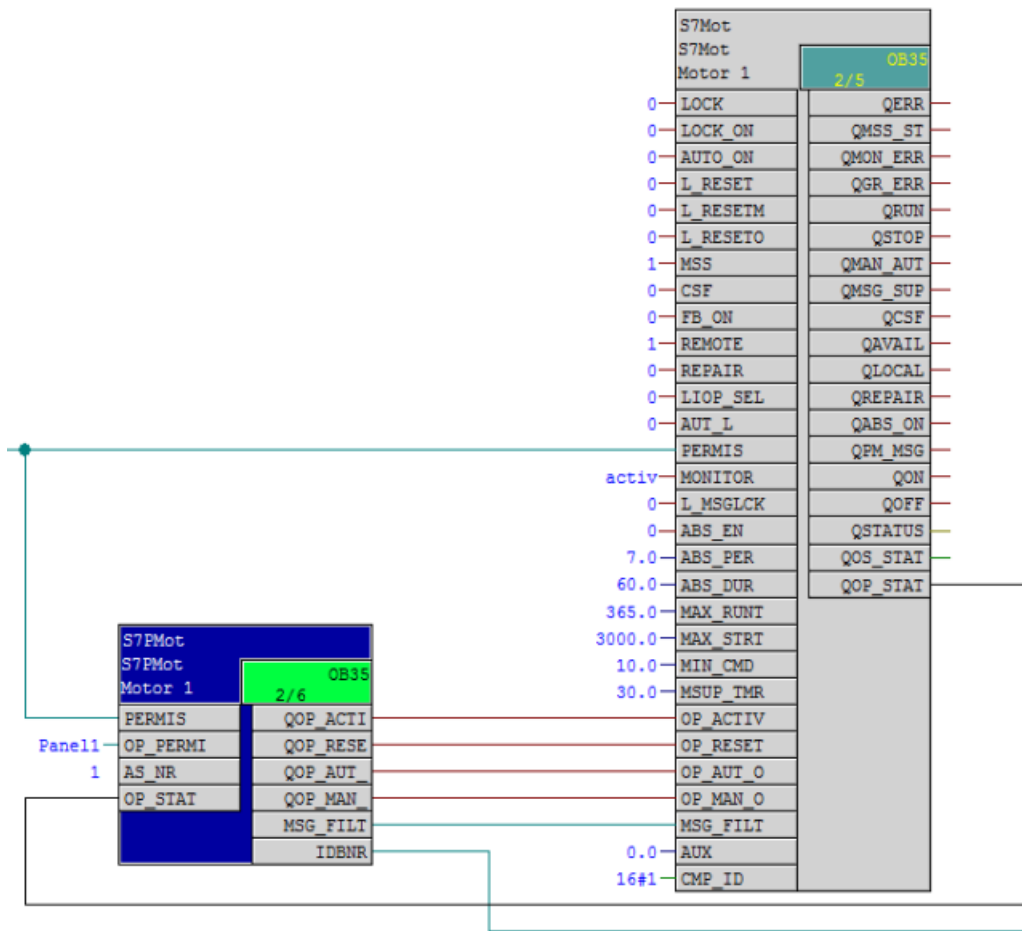 S7Mot
S7Mot
Motor 1
OB35
2/5
0 LOCK QERR
0 LOCK_ON QMSS_ST
0 AUTO_ON QMON_ERR
0 L_RESET QGR_ERR
0 L_RESETM QRUN
0 L_RESETO QSTOP
1 MSS QMAN_AUT
0 CSF QMSG_SUP
0 FB_ON QCSF
1 REMOTE QAVAIL
0 REPAIR QLOCAL
0 LIOP_SEL QREPAIR
0 AUT_L QABS_ON
PERMIS QPM_MSG
activ MONITOR QON
0 L_MSGLCK QOFF
0 ABS_EN QSTATUS
7.0 ABS_PER QOS_STAT
60.0 ABS_DUR QOP_STAT
365.0 MAX_RUNT
3000.0 MAX_STRT
10.0 MIN_CMD
30.0 MSUP_TMR
OP_ACTIV
OP_RESET
OP_AUT_O
OP_MAN_O
MSG_FILT
0.0 AUX
16#1 CMP_ID
S7PMot
S7PMot
Motor 1
OB35
2/6
PERMIS QOP_ACTI
Panel1 OP_PERMI QOP_RESE
1 AS_NR QOP_AUT_
OP_STAT QOP_MAN_
MSG_FILT
IDBNR